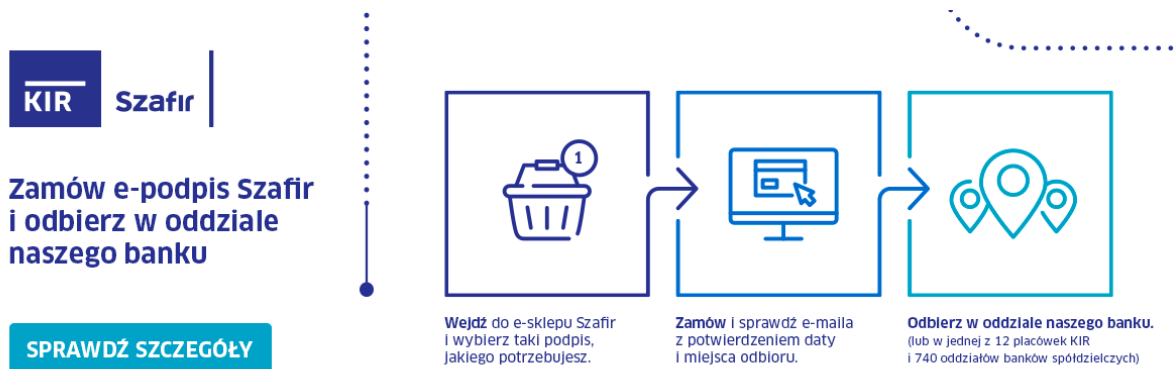 KIR
Szafır
Zamów e-podpis Szafir
i odbierz w oddziale
naszego banku
SPRAWDŹ SZCZEGÓŁY
1
Wejdź do e-sklepu Szafir
i wybierz taki podpis,
jakiego potrzebujesz.
Zamów i sprawdź e-maila
z potwierdzeniem daty
i miejsca odbioru.
Odbierz w oddziale naszego banku.
(lub w jednej z 12 placówek KIR
i 740 oddziałów banków spółdzielczych)